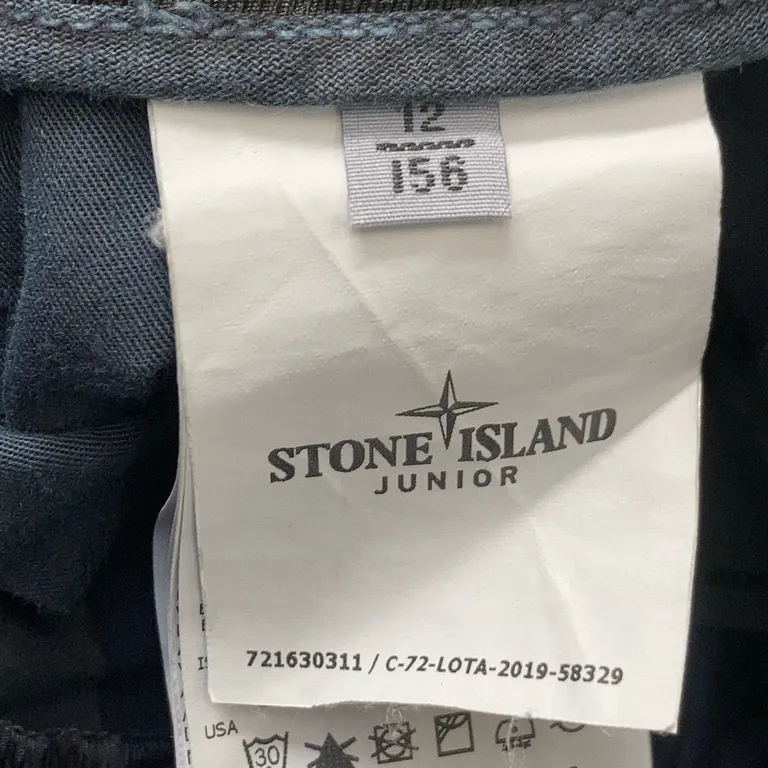 12
156
STONE ISLAND
JUNIOR
721630311 / C-72-LOTA-2019-58329
USA
30